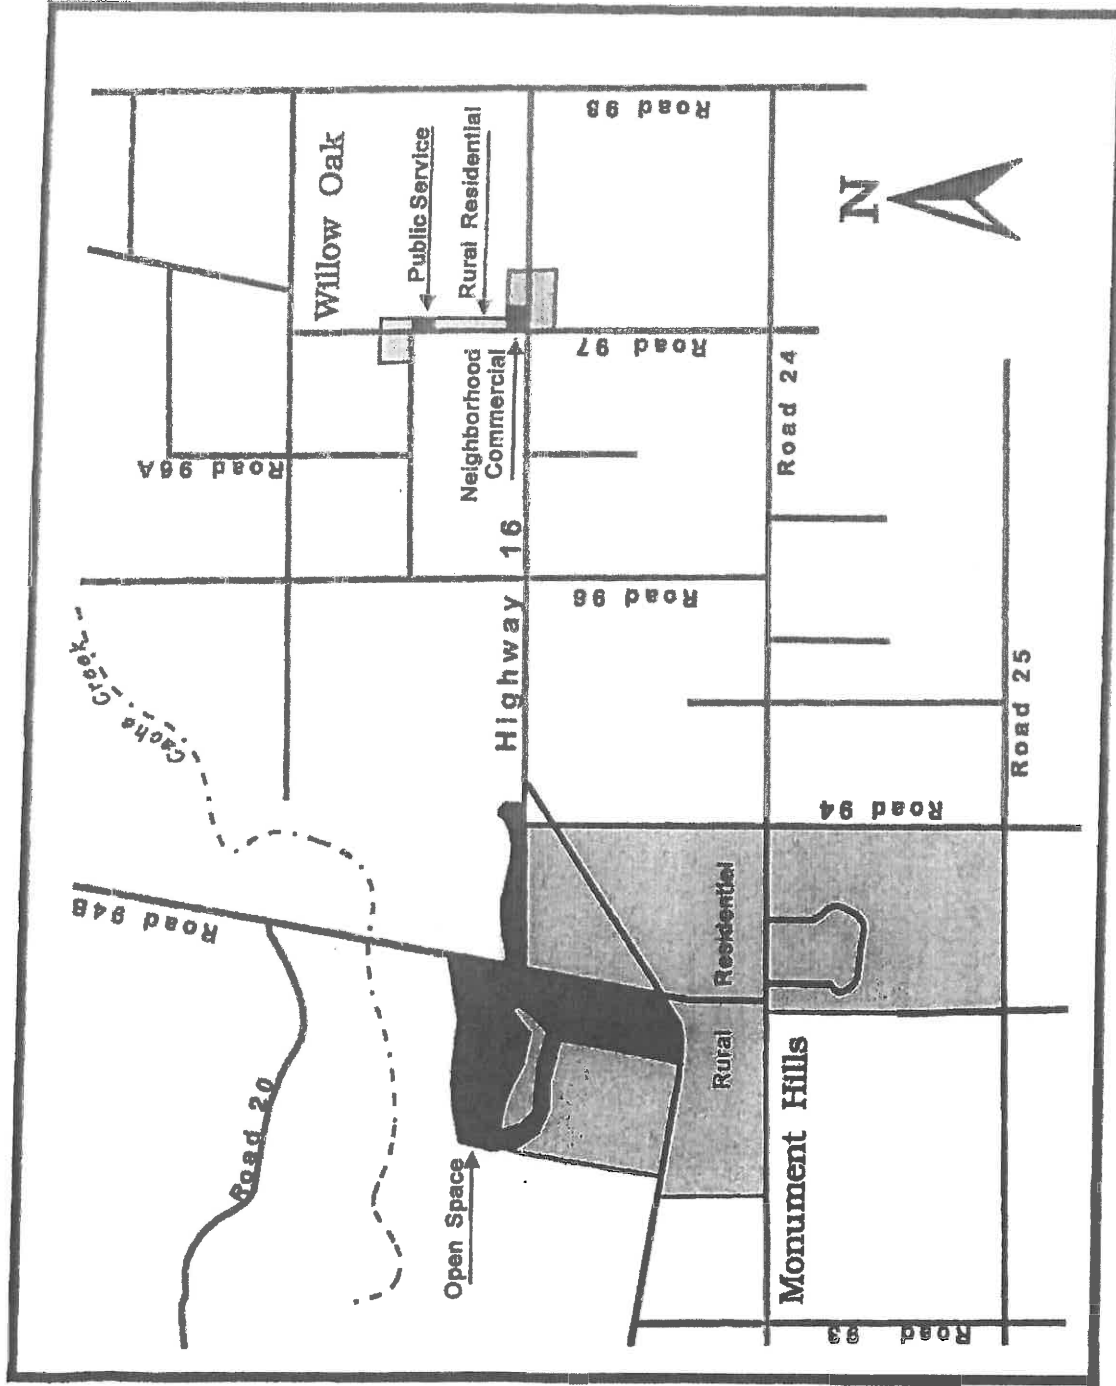 Road 94B
Cache Creek
Road 96A
Road 20
Willow Oak
Open Space
Public Service
Rural Residential
Neighborhood
Commercial
Highway 16
Road 96
Road 97
Road 98
Rural Residential
Monument Hills
Road 24
N
Road 93
Road 94
Road 25